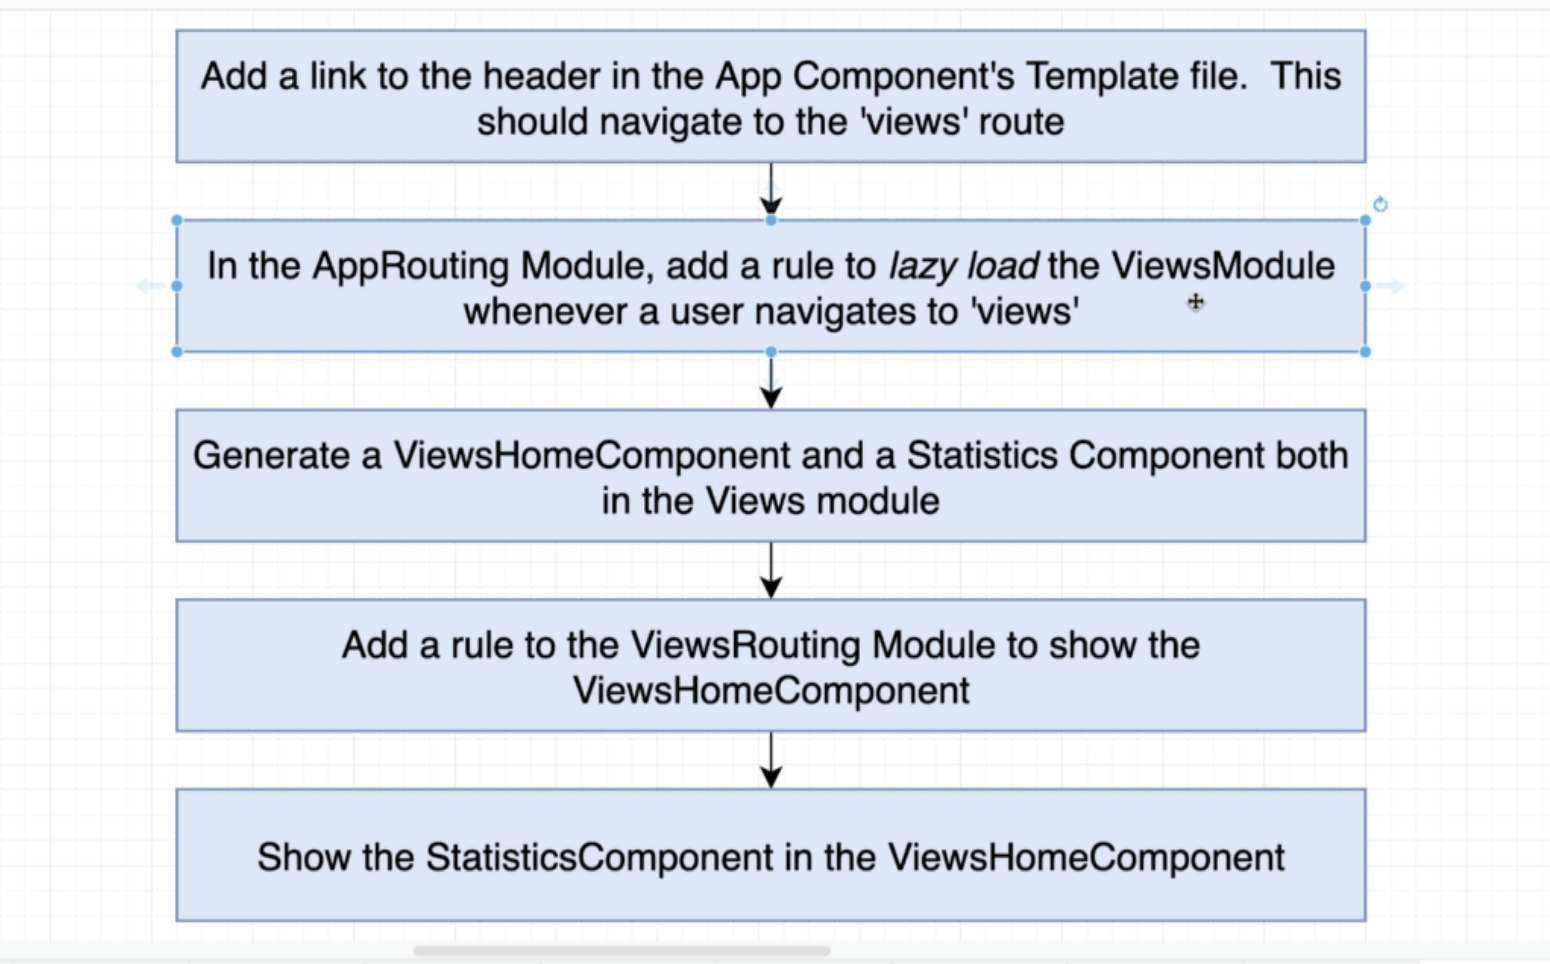 Add a link to the header in the App Component's Template file.  This
should navigate to the 'views' route
In the AppRouting Module, add a rule to lazy load the ViewsModule
whenever a user navigates to 'views'
Generate a ViewsHomeComponent and a Statistics Component both
in the Views module
Add a rule to the ViewsRouting Module to show the
ViewsHomeComponent
Show the StatisticsComponent in the ViewsHomeComponent